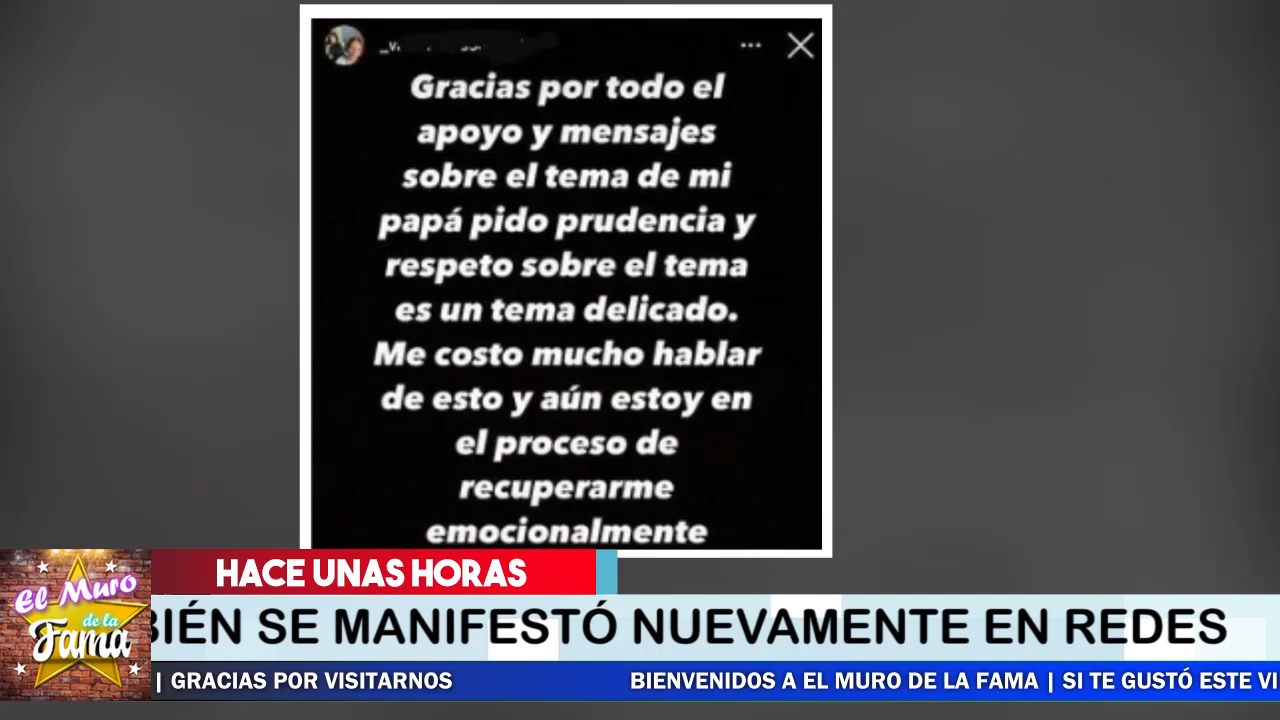 Gracias por todo el
apoyo y mensajes
sobre el tema de mi
papá pido prudencia y
respeto sobre el tema
es un tema delicado.
Me costo mucho hablar
de esto y aún estoy en
el proceso de
recuperarme
emocionalmente
HACE UNAS HORAS
BIÉN SE MANIFESTÓ NUEVAMENTE EN REDES
El Muro
de la
Fama
| GRACIAS POR VISITARNOS BIENVENIDOS A EL MURO DE LA FAMA | SI TE GUSTÓ ESTE VI